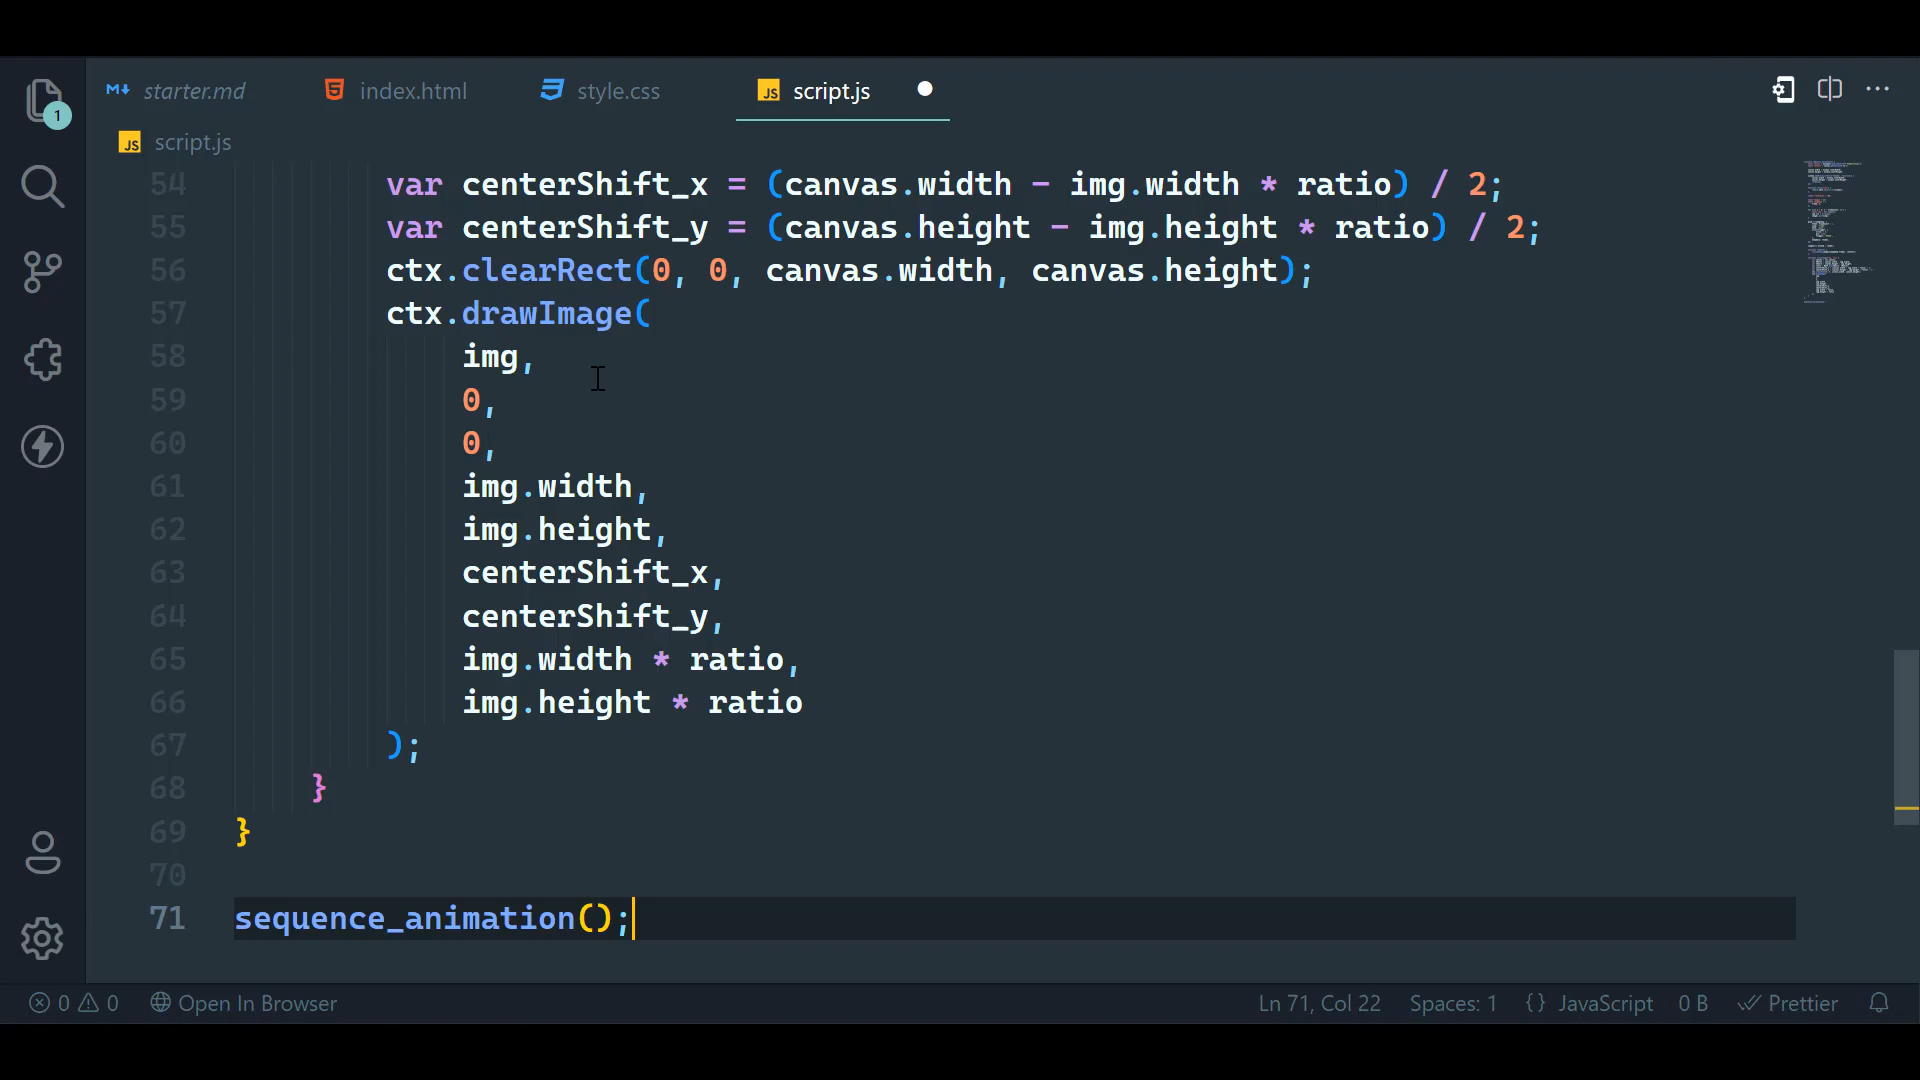 starter.md index.html style.css JS script.js
JS script.js
1
54 var centerShift_x = (canvas.width - img.width * ratio) / 2;
55 var centerShift_y = (canvas.height - img.height * ratio) / 2;
56 ctx.clearRect(0, 0, canvas.width, canvas.height);
57 ctx.drawImage(
58 img,
59 0,
60 0,
61 img.width,
62 img.height,
63 centerShift_x,
64 centerShift_y,
65 img.width * ratio,
66 img.height * ratio
67 );
68 }
69 }
70
71 sequence_animation();
0 0 Open In Browser Ln 71, Col 22 Spaces: 1 {} JavaScript 0 B Prettier